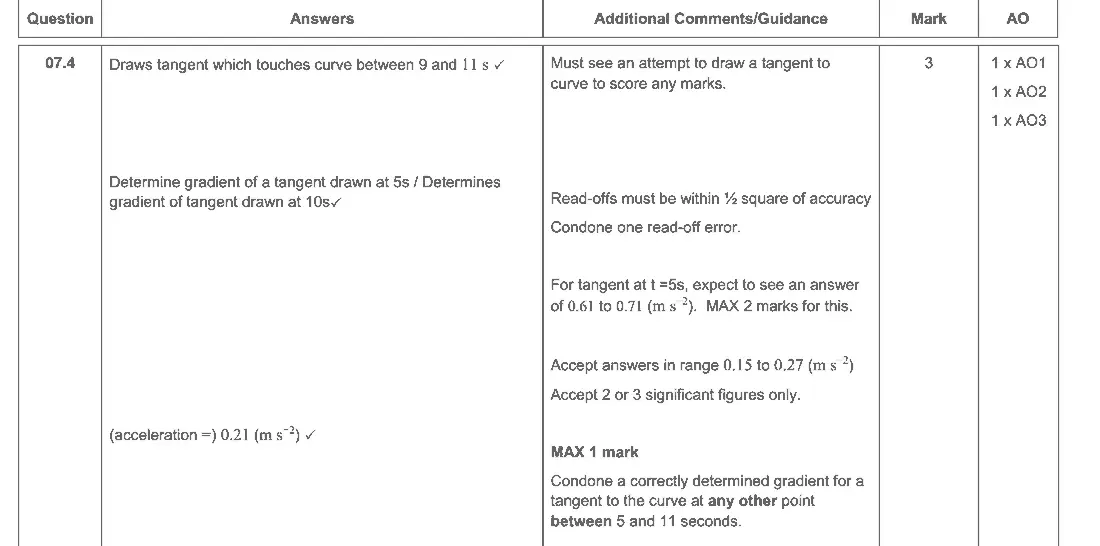 Question Answers Additional Comments/Guidance Mark AO
07.4 Draws tangent which touches curve between 9 and 11 s ✓ Must see an attempt to draw a tangent to 3 1 x AO1
curve to score any marks.
1 x AO2
1 x AO3
Determine gradient of a tangent drawn at 5s / Determines
gradient of tangent drawn at 10s✓
Read-offs must be within ½ square of accuracy
Condone one read-off error.
For tangent at t =5s, expect to see an answer
of 0.61 to 0.71 (m s⁻²). MAX 2 marks for this.
Accept answers in range 0.15 to 0.27 (m s⁻²)
Accept 2 or 3 significant figures only.
(acceleration =) 0.21 (m s⁻²) ✓
MAX 1 mark
Condone a correctly determined gradient for a
tangent to the curve at any other point
between 5 and 11 seconds.